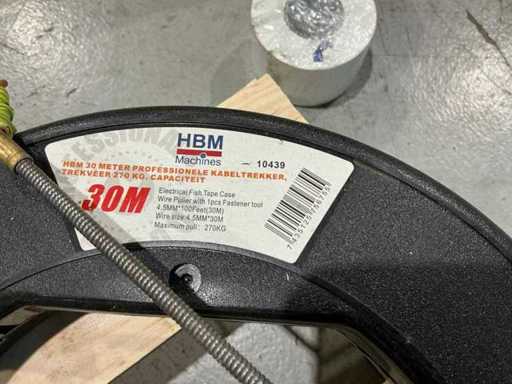 HBM
Machines
— 10439
HBM 30 METER PROFESSIONELE KABELTREKKER,
TREKVEER 270 KG. CAPACITEIT
30M
Electrical Fish Tape Case
Wire Puller with 1pcs Fastener tool
4.5MM*100Feet(30M)
Wire size:4.5MM*30M
Maximum pull: 270KG